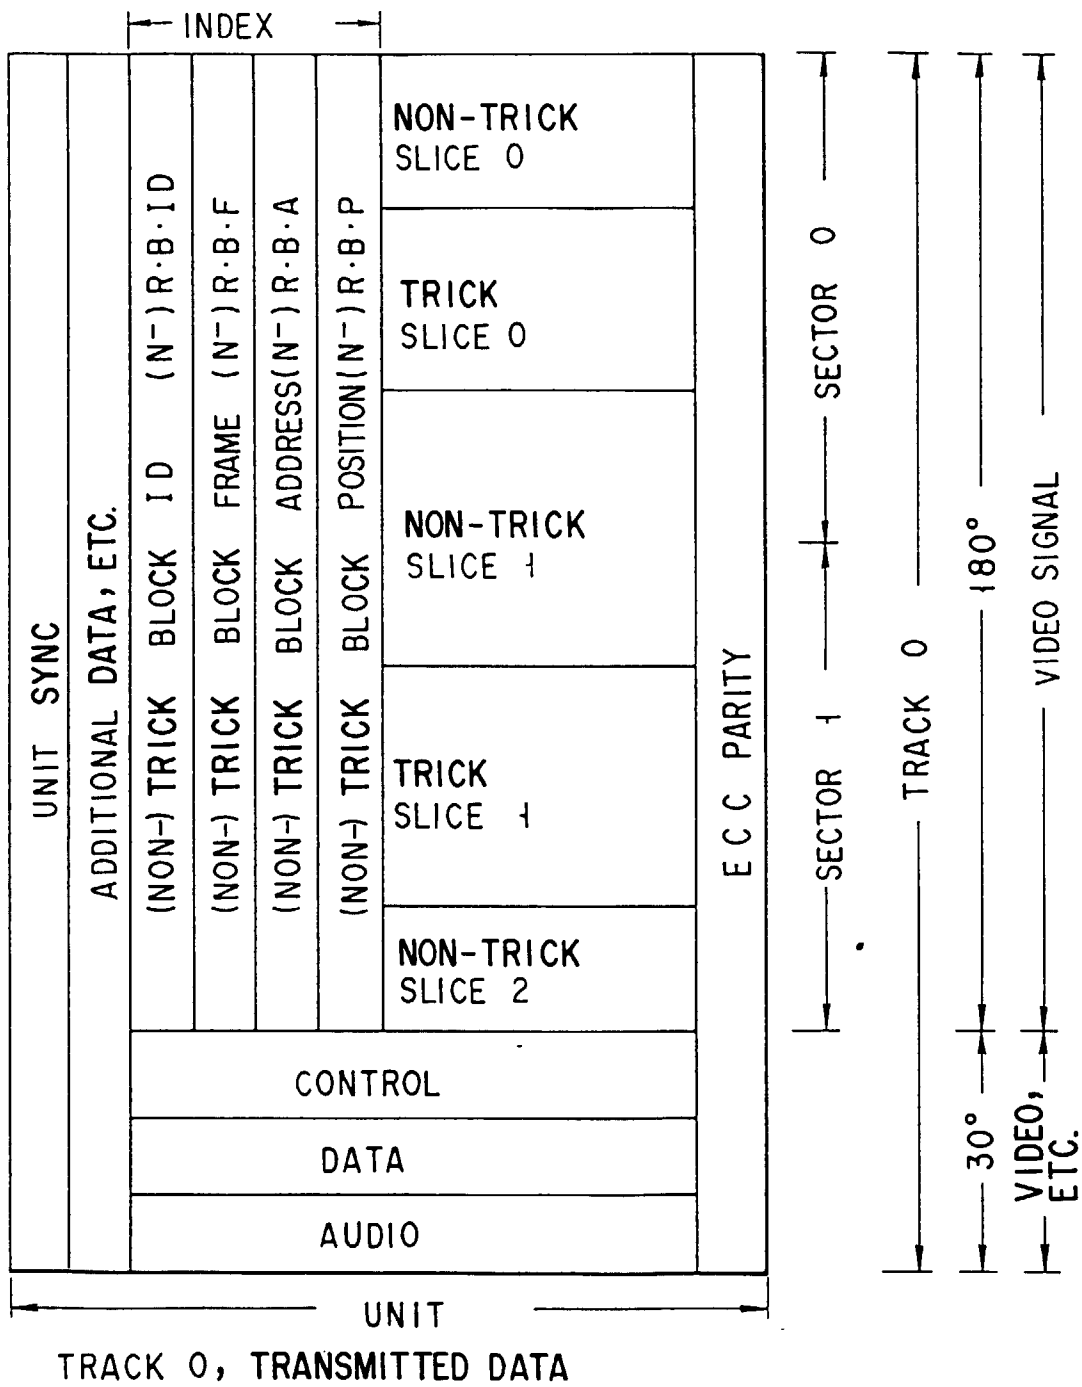 INDEX
UNIT SYNC
ADDITIONAL DATA, ETC.
(NON-) TRICK BLOCK ID (N-)R·B·ID
(NON-) TRICK BLOCK FRAME (N-)R·B·F
(NON-) TRICK BLOCK ADDRESS(N-)R·B·A
(NON-) TRICK BLOCK POSITION(N-)R·B·P
NON-TRICK
SLICE 0
TRICK
SLICE 0
NON-TRICK
SLICE 1
TRICK
SLICE 1
NON-TRICK
SLICE 2
ECC PARITY
CONTROL
DATA
AUDIO
SECTOR 0
SECTOR 1
TRACK 0
180°
30°
VIDEO SIGNAL
VIDEO,
ETC.
UNIT
TRACK 0, TRANSMITTED DATA